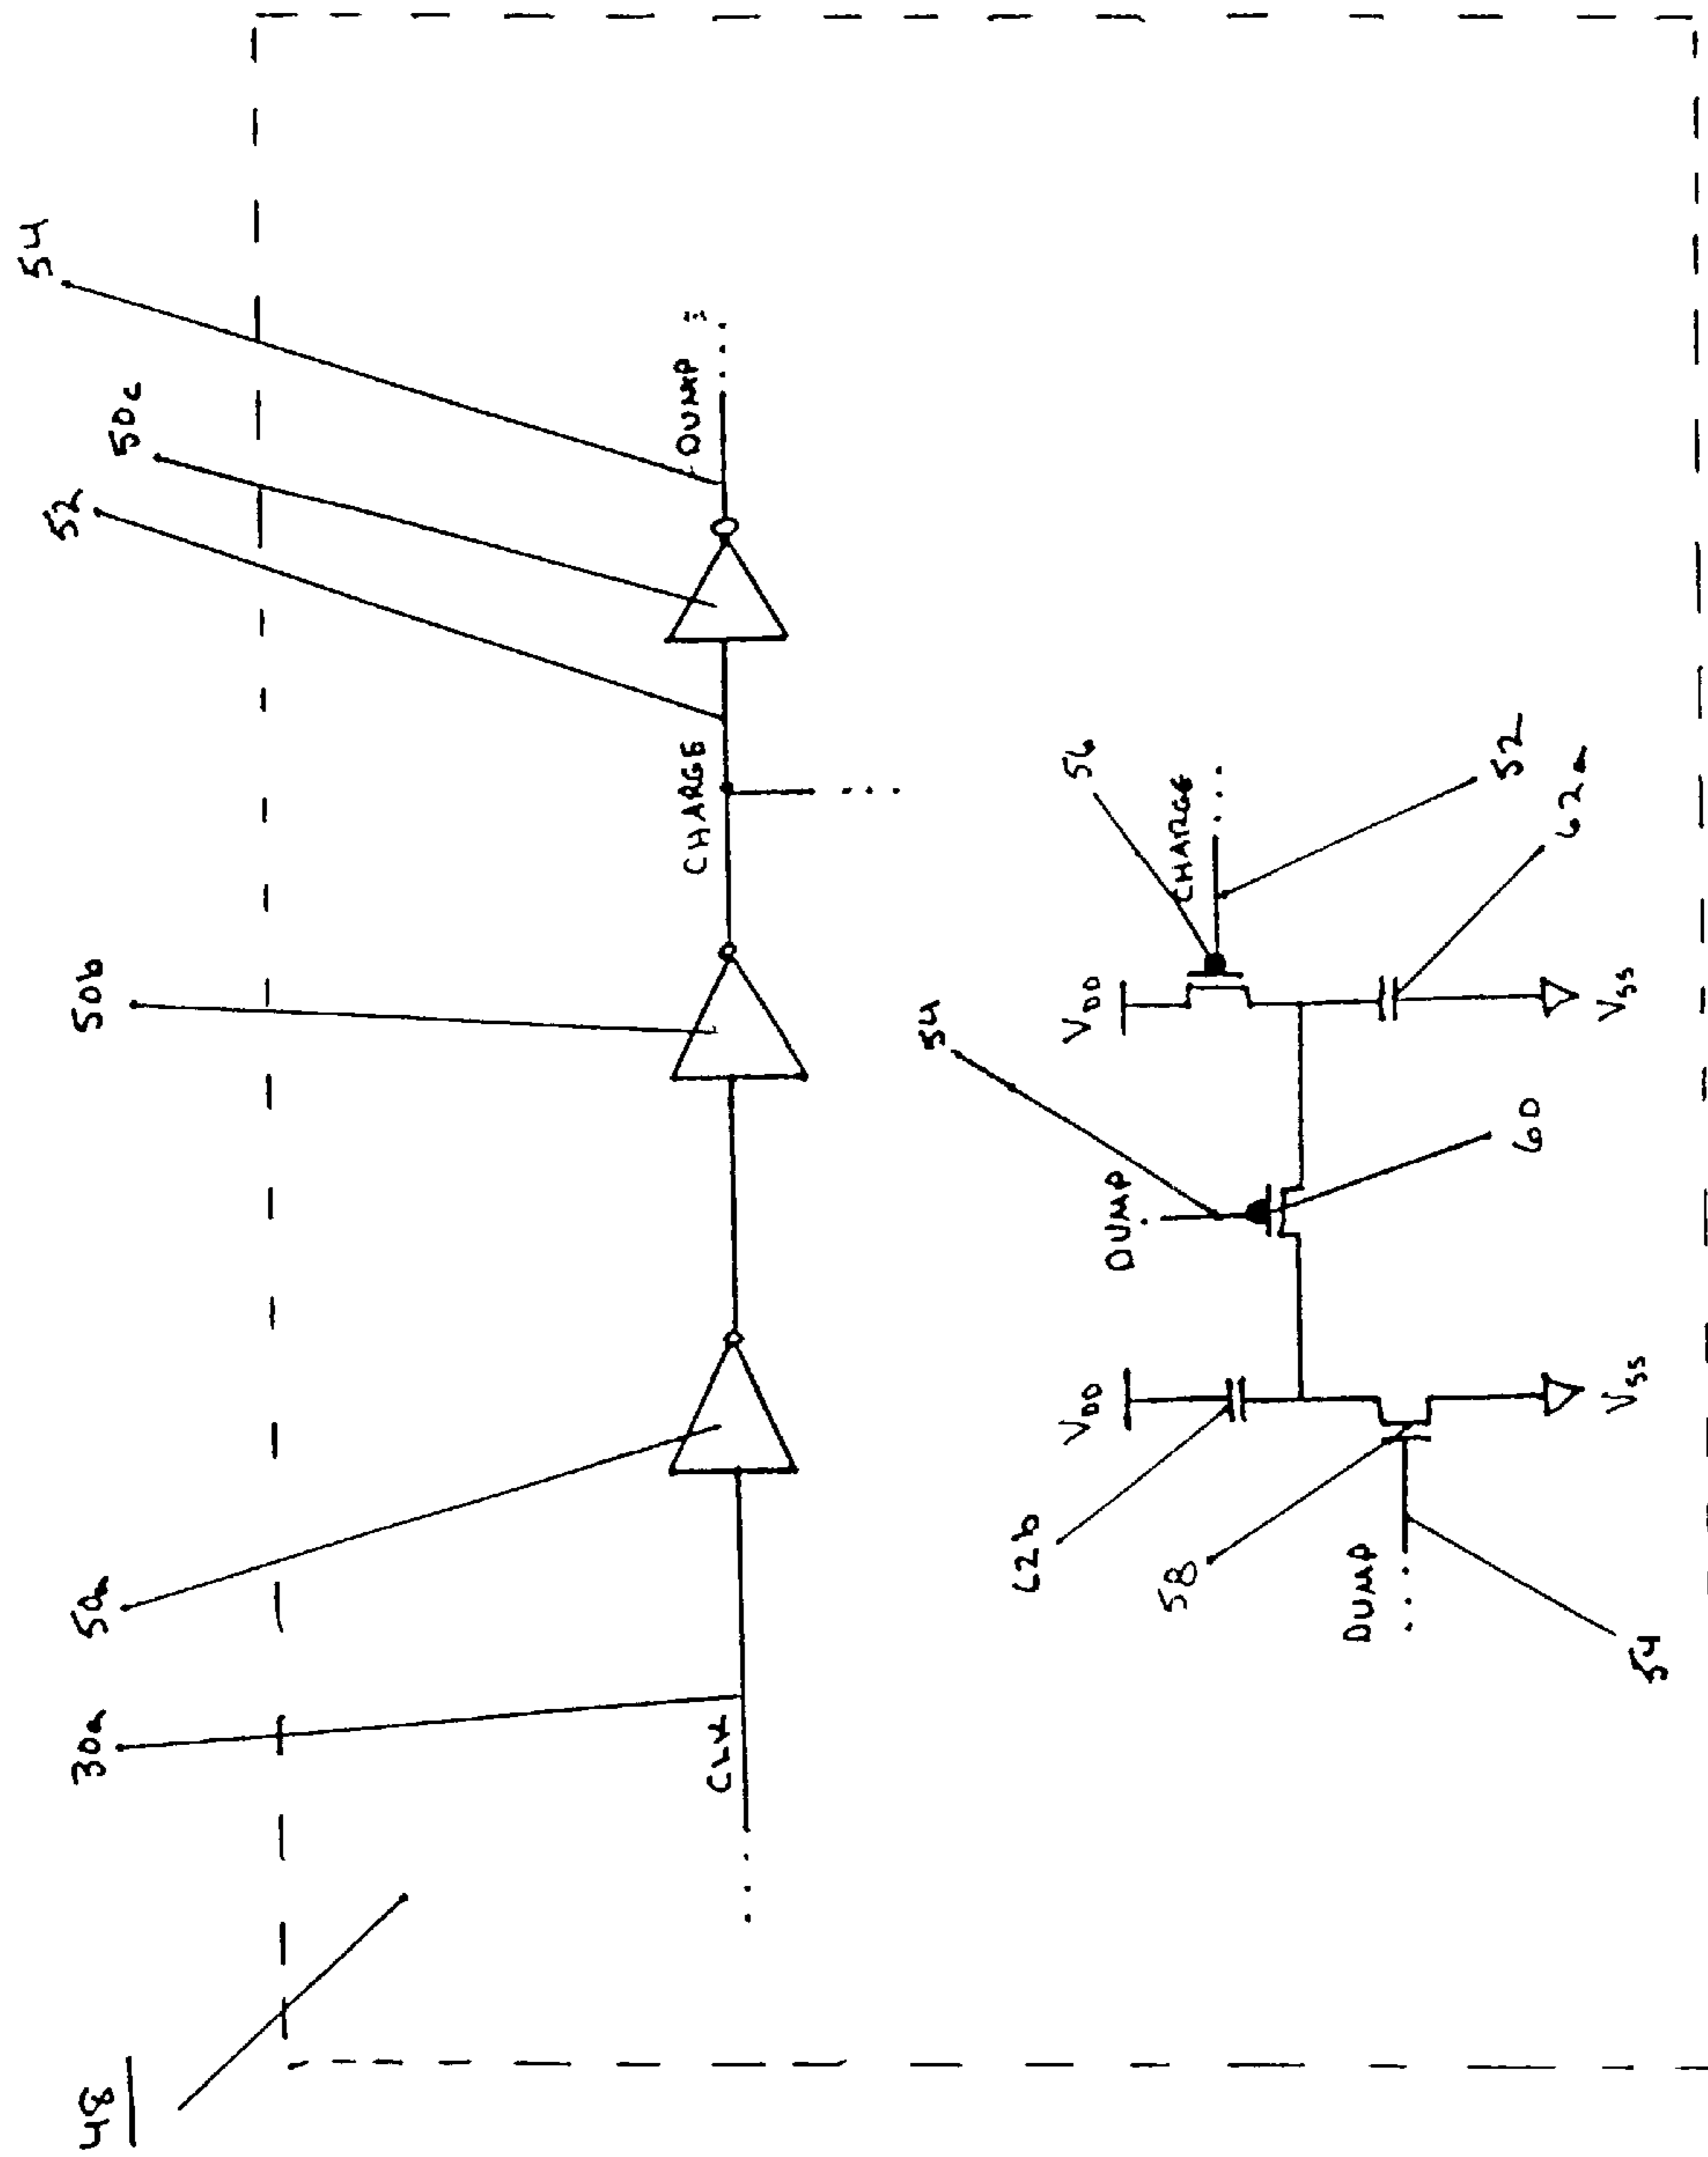 48
30a
50a
50b
52
50c
54
CLK
CHARGE
DUMP
54
56
62b
VDD
DUMP
VDD
CHARGE
58
DUMP
60
52
54
VSS
VSS
62a